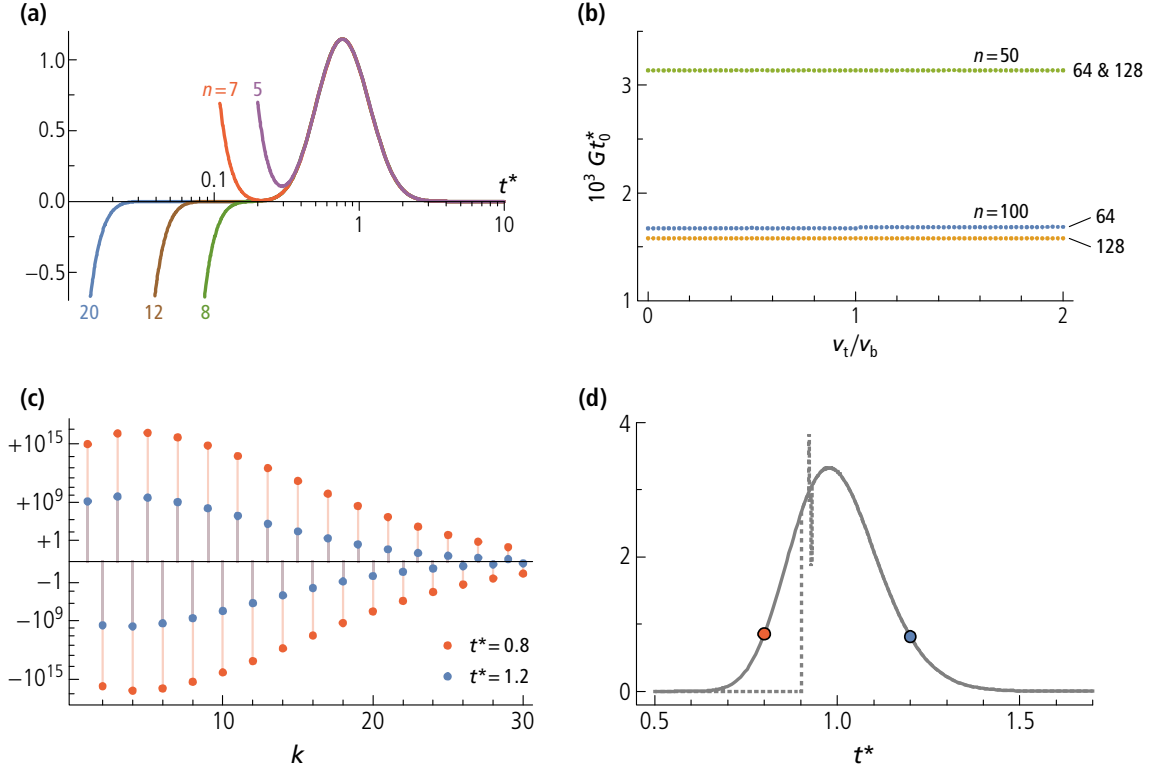 (a)
1.0
0.5
0.0
−0.5
n=7
5
0.1
t*
1
10
20
12
8
(b)
10³ Gt₀*
3
2
1
n=50
64 & 128
n=100
64
128
0
1
2
vₜ/v_b
(c)
+10¹⁵
+10⁹
+1
−1
−10⁹
−10¹⁵
t*=0.8
t*=1.2
10
20
30
k
(d)
4
2
0
0.5
1.0
1.5
t*